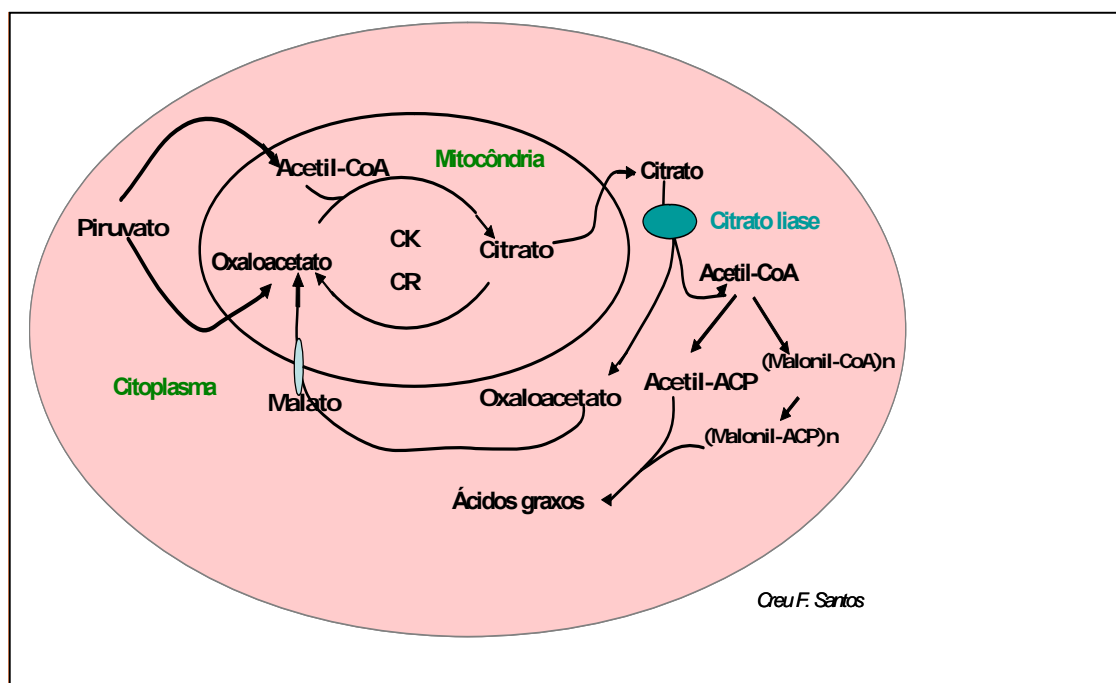 Acetil-CoA
Mitocôndria
Citrato
Piruvato
Citrato liase
CK
Citrato
Oxaloacetato
CR
Acetil-CoA
(Malonil-CoA)n
Citoplasma
Malato
Oxaloacetato
Acetil-ACP
(Malonil-ACP)n
Ácidos graxos
Creu F. Santos